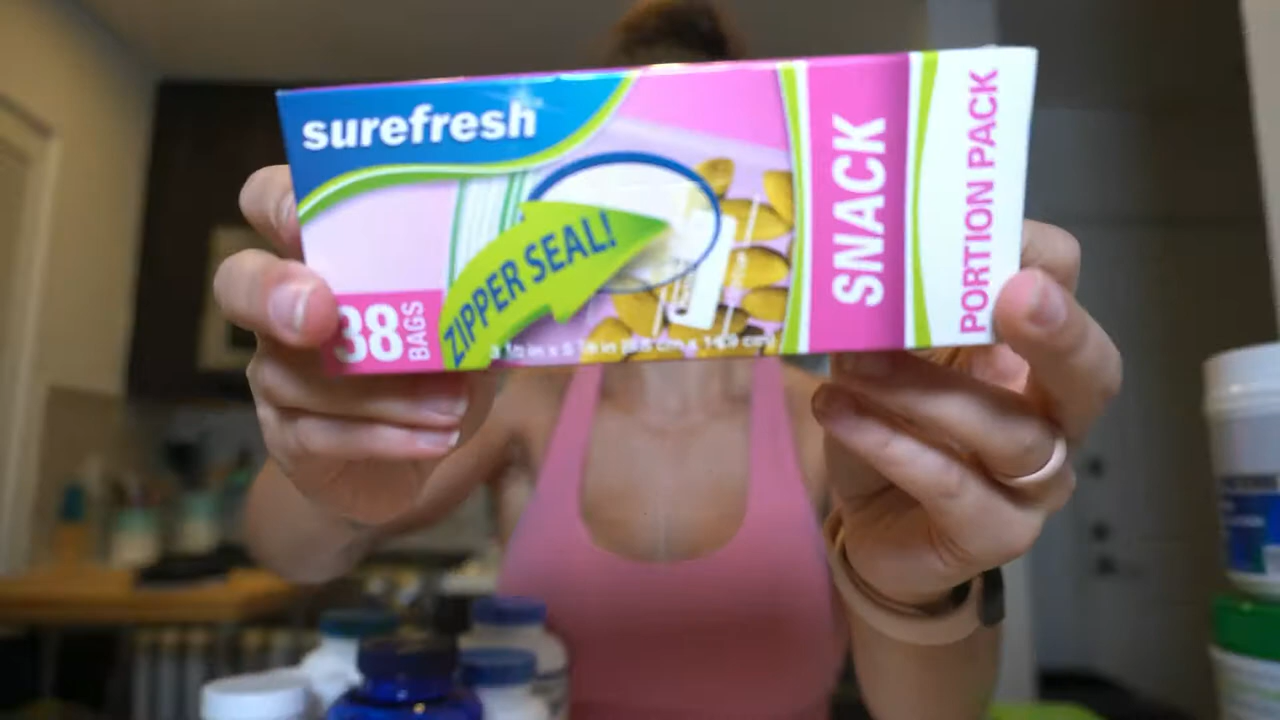 surefresh
ZIPPER SEAL!
38
BAGS
SNACK
PORTION PACK